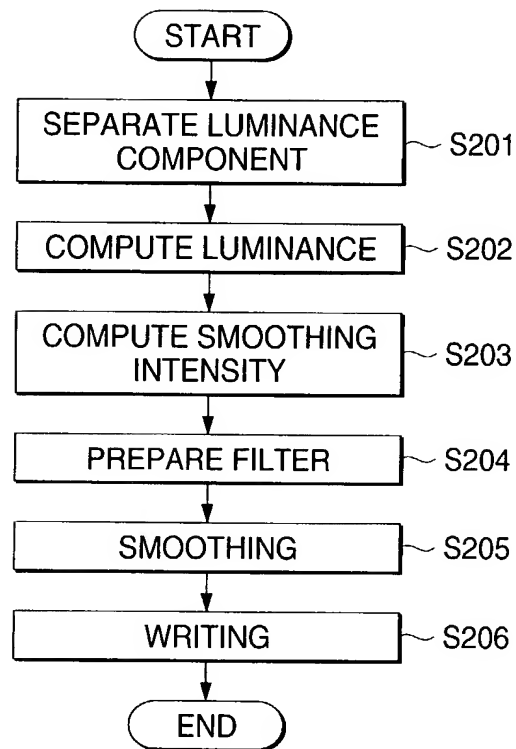 START
SEPARATE LUMINANCE
COMPONENT
S201
COMPUTE LUMINANCE
S202
COMPUTE SMOOTHING
INTENSITY
S203
PREPARE FILTER
S204
SMOOTHING
S205
WRITING
S206
END